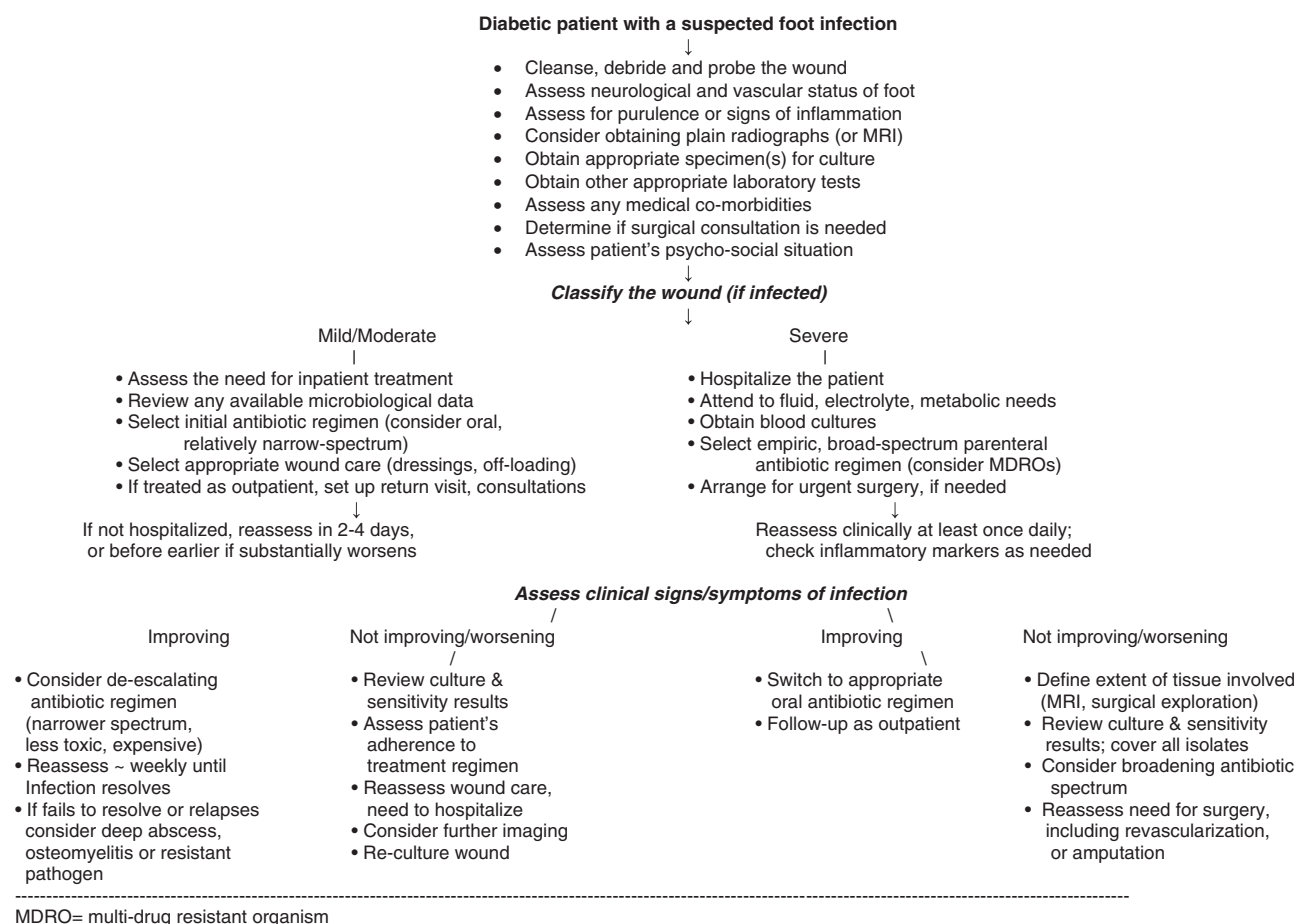 Diabetic patient with a suspected foot infection
↓
• Cleanse, debride and probe the wound
• Assess neurological and vascular status of foot
• Assess for purulence or signs of inflammation
• Consider obtaining plain radiographs (or MRI)
• Obtain appropriate specimen(s) for culture
• Obtain other appropriate laboratory tests
• Assess any medical co-morbidities
• Determine if surgical consultation is needed
• Assess patient's psycho-social situation
↓
Classify the wound (if infected)
↓
Mild/Moderate
• Assess the need for inpatient treatment
• Review any available microbiological data
• Select initial antibiotic regimen (consider oral,
relatively narrow-spectrum)
• Select appropriate wound care (dressings, off-loading)
• If treated as outpatient, set up return visit, consultations
↓
If not hospitalized, reassess in 2-4 days,
or before earlier if substantially worsens
Severe
• Hospitalize the patient
• Attend to fluid, electrolyte, metabolic needs
• Obtain blood cultures
• Select empiric, broad-spectrum parenteral
antibiotic regimen (consider MDROs)
• Arrange for urgent surgery, if needed
↓
Reassess clinically at least once daily;
check inflammatory markers as needed
Assess clinical signs/symptoms of infection
Improving
• Consider de-escalating
antibiotic regimen
(narrower spectrum,
less toxic, expensive)
• Reassess ~ weekly until
Infection resolves
• If fails to resolve or relapses
consider deep abscess,
osteomyelitis or resistant
pathogen
Not improving/worsening
• Review culture &
sensitivity results
• Assess patient's
adherence to
treatment regimen
• Reassess wound care,
need to hospitalize
• Consider further imaging
• Re-culture wound
Improving
• Switch to appropriate
oral antibiotic regimen
• Follow-up as outpatient
Not improving/worsening
• Define extent of tissue involved
(MRI, surgical exploration)
• Review culture & sensitivity
results; cover all isolates
• Consider broadening antibiotic
spectrum
• Reassess need for surgery,
including revascularization,
or amputation
MDRO= multi-drug resistant organism